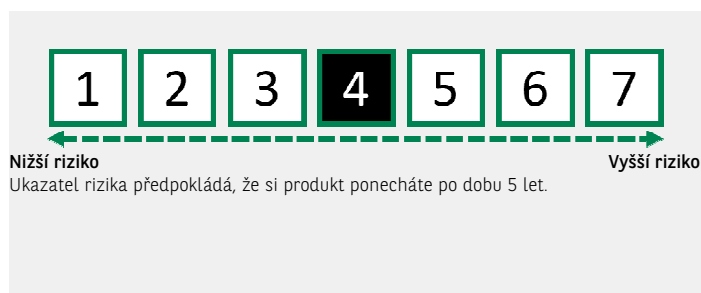 1 2 3 4 5 6 7
Nižší riziko Vyšší riziko
Ukazatel rizika předpokládá, že si produkt ponecháte po dobu 5 let.